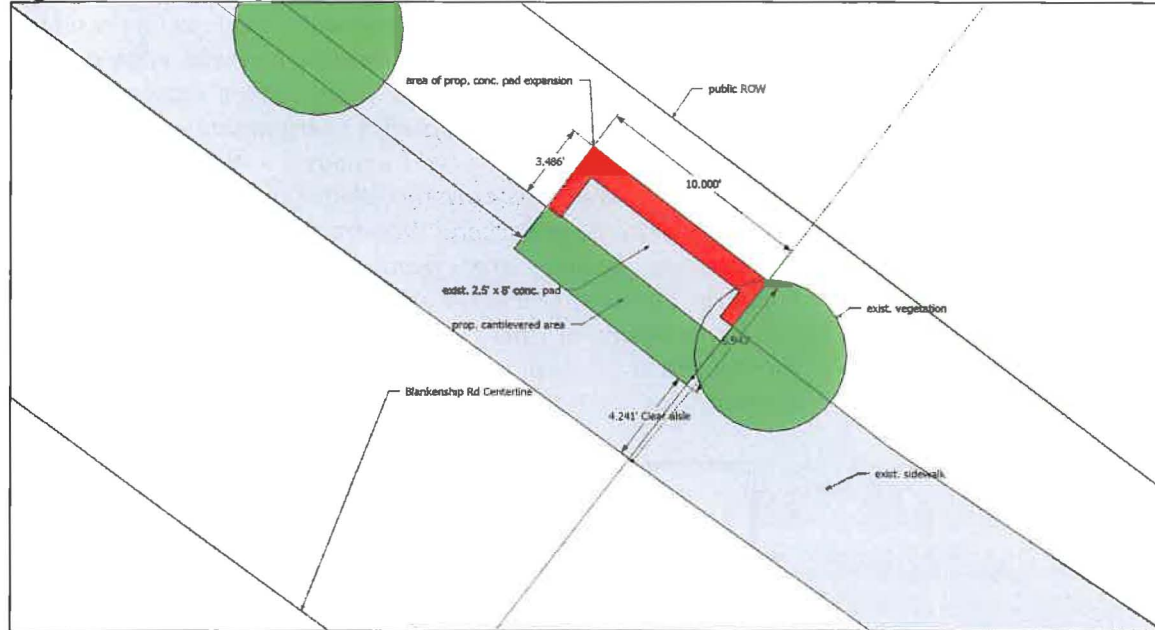 area of prop. conc. pad expansion
public ROW
3.486'
10.000'
exist. 2.5' x 8' conc. pad
exist. vegetation
prop. cantilevered area
Blankenship Rd Centerline
4.241' Clear aisle
exist. sidewalk